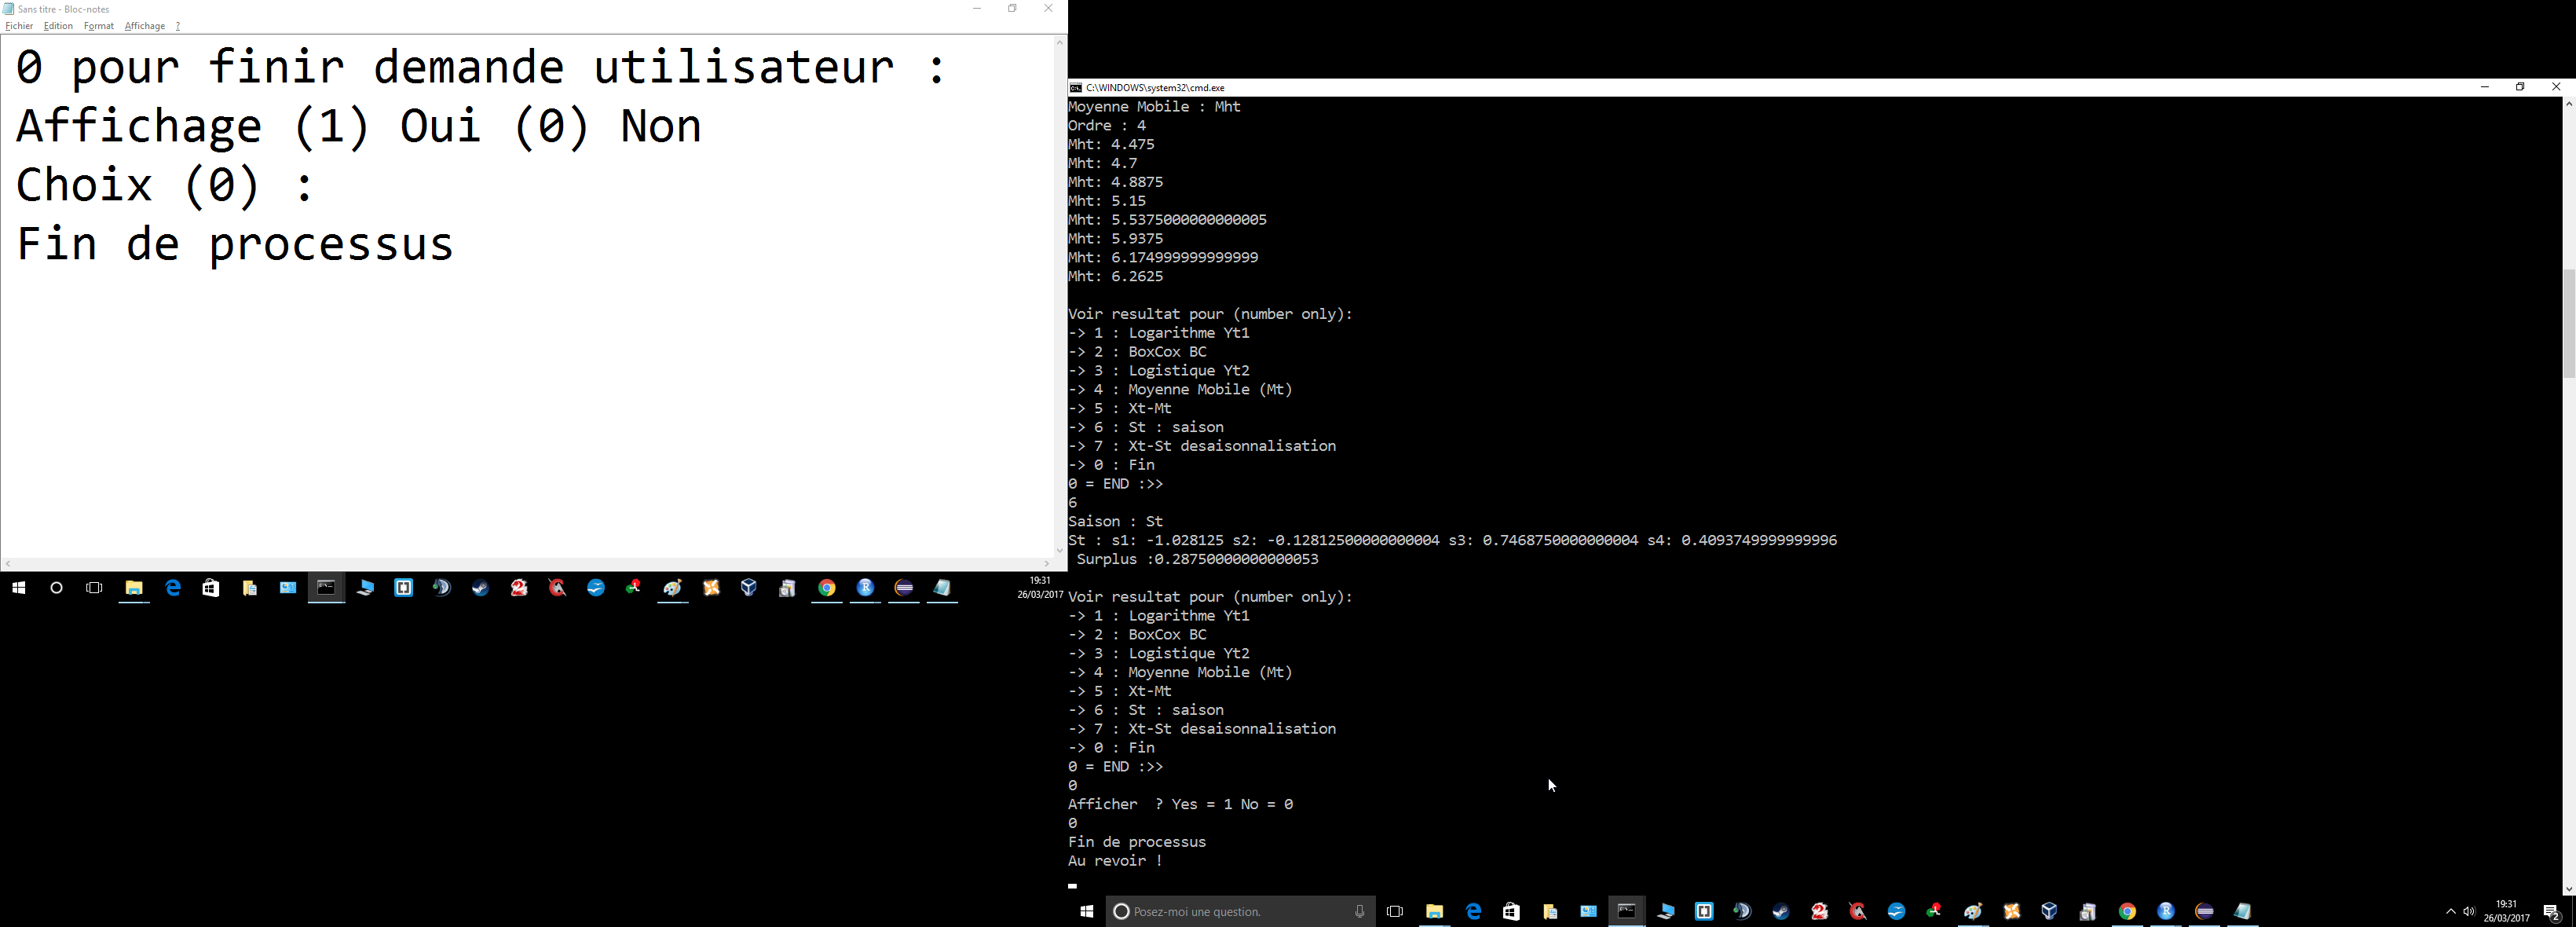 Sans titre - Bloc-notes
Fichier Edition Format Affichage ?
0 pour finir demande utilisateur :
Affichage (1) Oui (0) Non
Choix (0) :
Fin de processus
19:31
26/03/2017
C:\WINDOWS\system32\cmd.exe
Moyenne Mobile : Mht
Ordre : 4
Mht: 4.475
Mht: 4.7
Mht: 4.8875
Mht: 5.15
Mht: 5.5375000000000005
Mht: 5.9375
Mht: 6.174999999999999
Mht: 6.2625
Voir resultat pour (number only):
-> 1 : Logarithme Yt1
-> 2 : BoxCox BC
-> 3 : Logistique Yt2
-> 4 : Moyenne Mobile (Mt)
-> 5 : Xt-Mt
-> 6 : St : saison
-> 7 : Xt-St desaisonnalisation
-> 0 : Fin
0 = END :>>
6
Saison : St
St : s1: -1.028125 s2: -0.12812500000000004 s3: 0.7468750000000004 s4: 0.4093749999999996
Surplus :0.28750000000000053
Voir resultat pour (number only):
-> 1 : Logarithme Yt1
-> 2 : BoxCox BC
-> 3 : Logistique Yt2
-> 4 : Moyenne Mobile (Mt)
-> 5 : Xt-Mt
-> 6 : St : saison
-> 7 : Xt-St desaisonnalisation
-> 0 : Fin
0 = END :>>
0
Afficher  ? Yes = 1 No = 0
0
Fin de processus
Au revoir !
Posez-moi une question.
19:31
26/03/2017
2